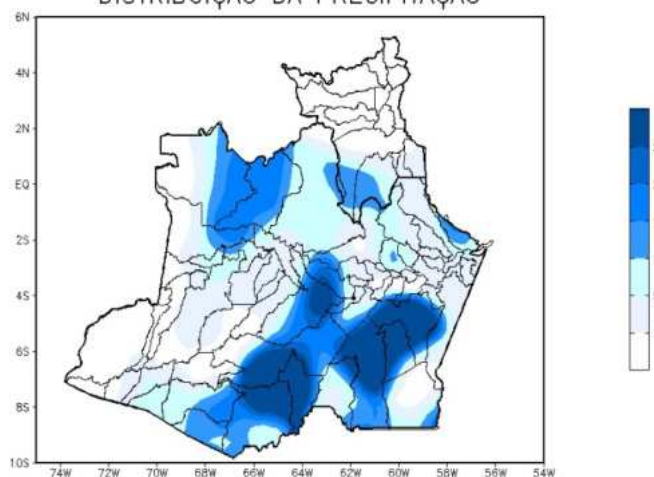 DISTRIBUIÇÃO DA PRECIPITAÇÃO
6N
4N
2N
EQ
2S
4S
6S
8S
10S
74W 72W 70W 68W 66W 64W 62W 60W 58W 56W 54W